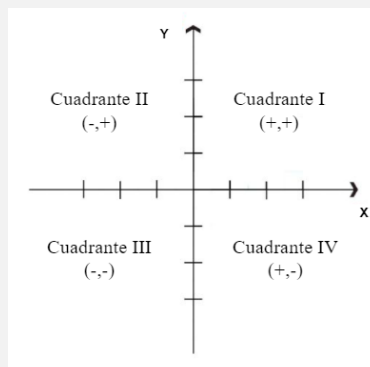 Y
Cuadrante II
(-,+)
Cuadrante I
(+,+)
X
Cuadrante III
(-,-)
Cuadrante IV
(+,-)